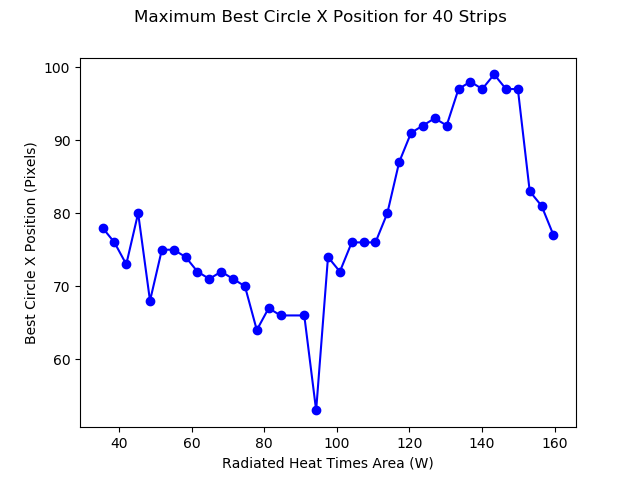 Maximum Best Circle X Position for 40 Strips
100
90
80
70
60
Best Circle X Position (Pixels)
40 60 80 100 120 140 160
Radiated Heat Times Area (W)